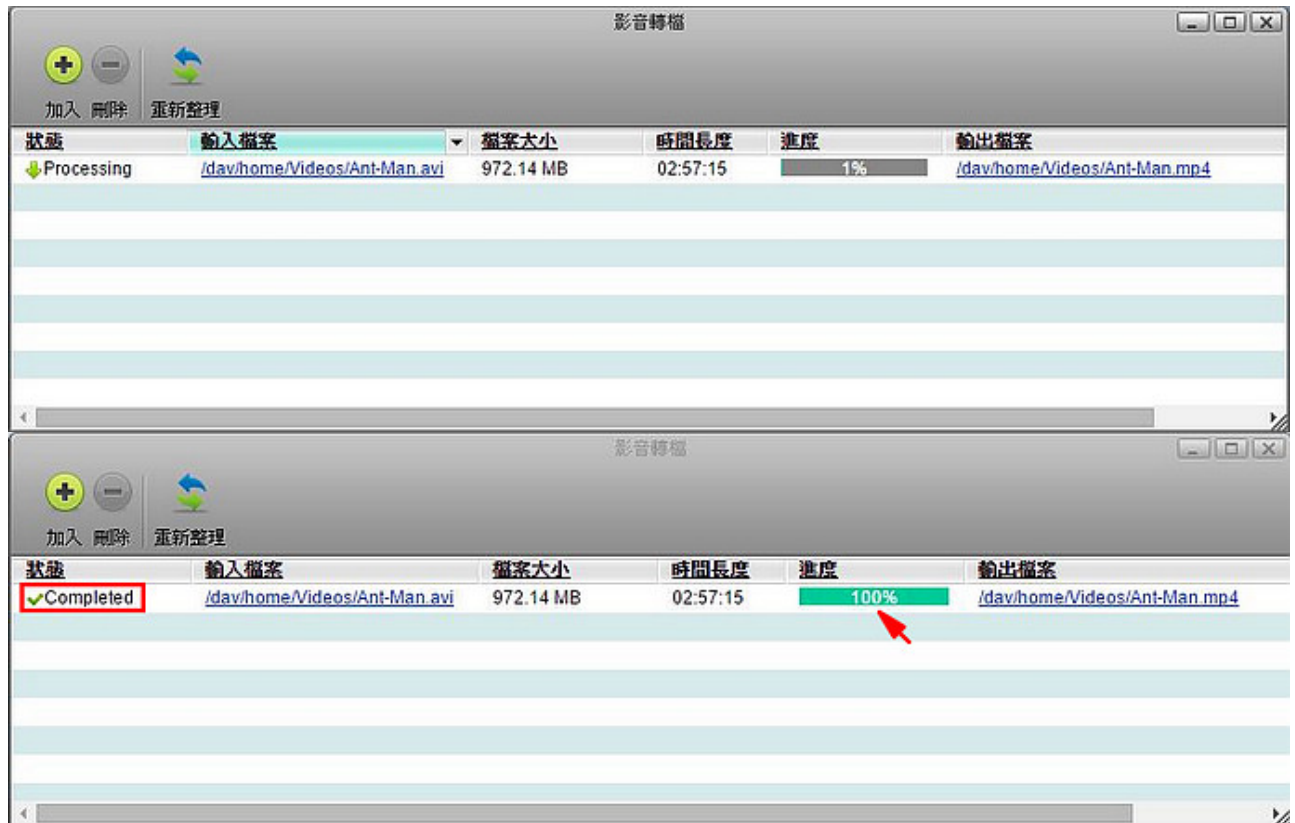 影音轉檔
加入 刪除 重新整理
狀態 輸入檔案 檔案大小 時間長度 進度 輸出檔案
Processing /dav/home/Videos/Ant-Man.avi 972.14 MB 02:57:15 1% /dav/home/Videos/Ant-Man.mp4
影音轉檔
加入 刪除 重新整理
狀態 輸入檔案 檔案大小 時間長度 進度 輸出檔案
Completed /dav/home/Videos/Ant-Man.avi 972.14 MB 02:57:15 100% /dav/home/Videos/Ant-Man.mp4